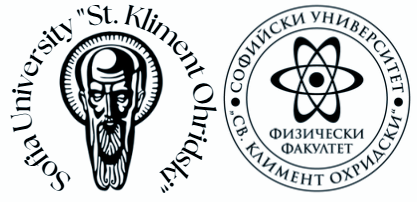 Sofia University "St. Kliment Ohridski"
• СОФИЙСКИ УНИВЕРСИТЕТ •
"СВ. КЛИМЕНТ ОХРИДСКИ"
ФИЗИЧЕСКИ
ФАКУЛТЕТ